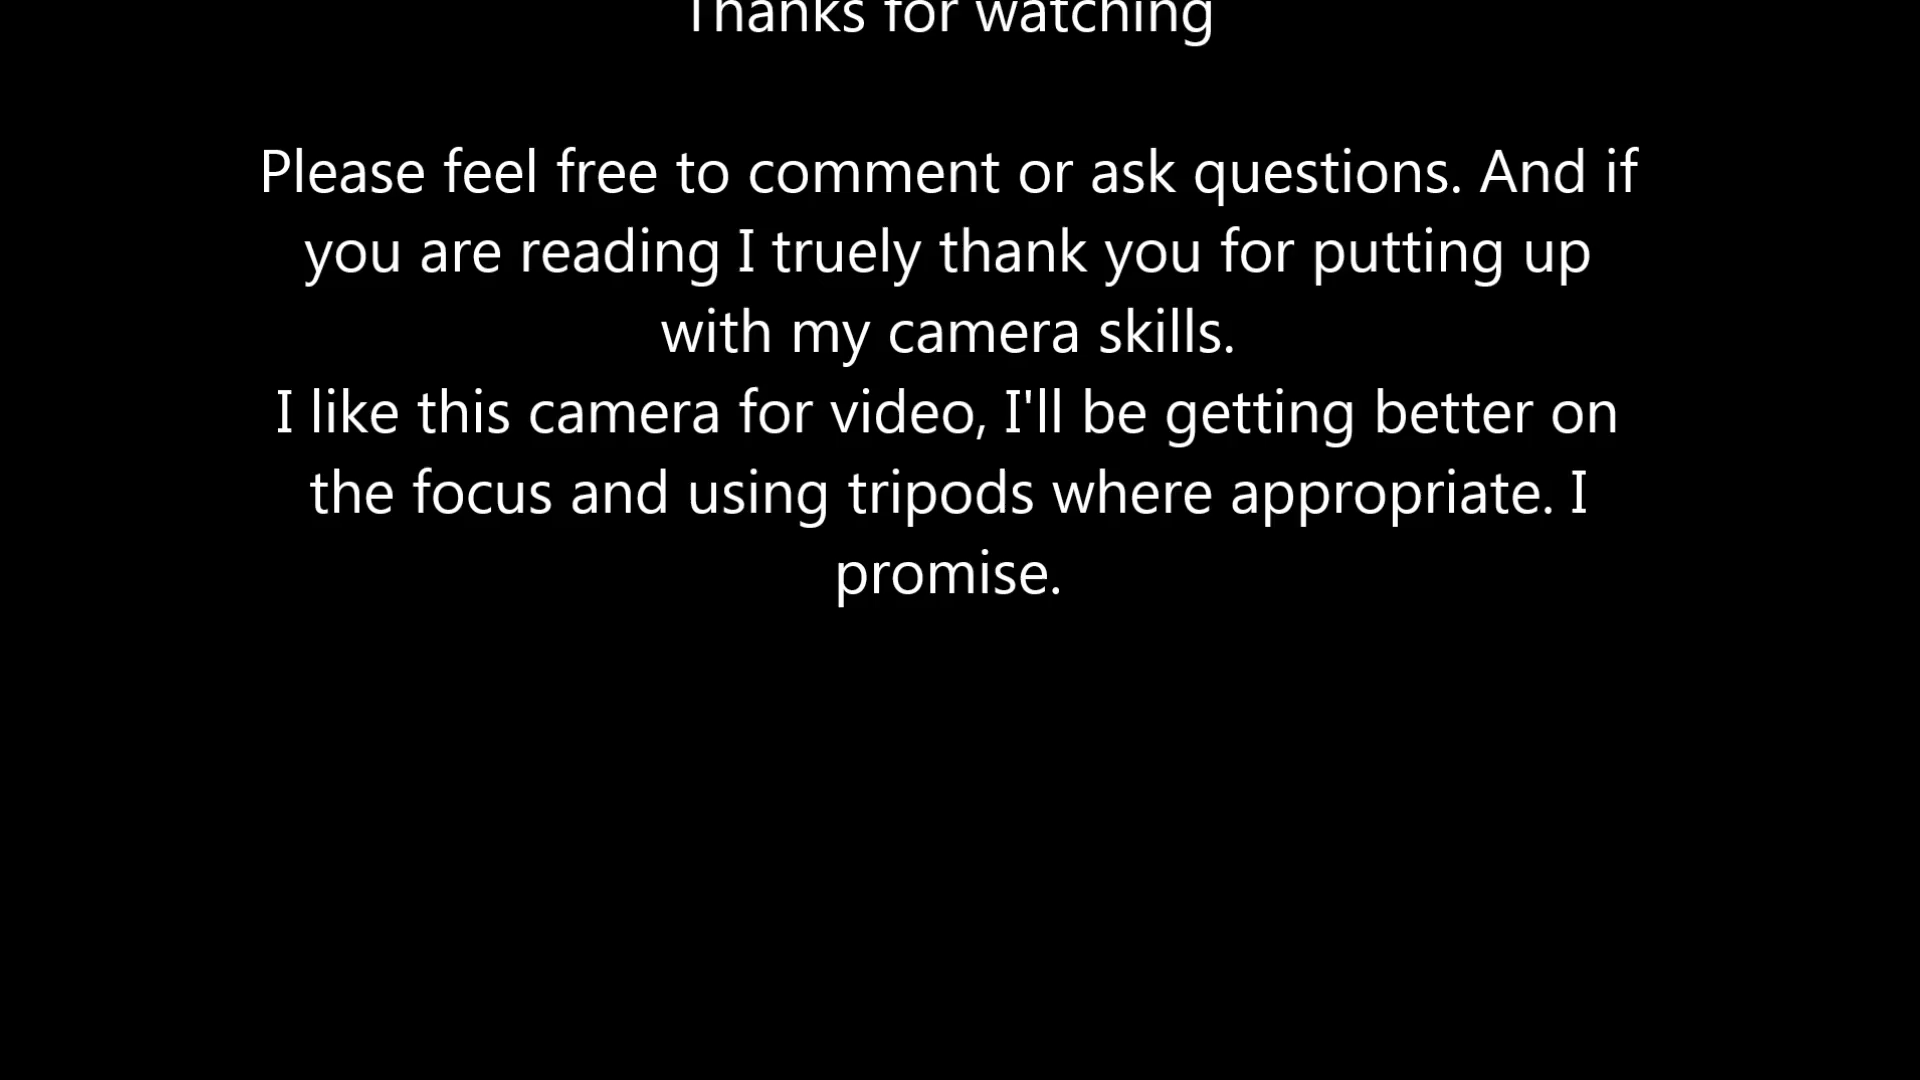 Thanks for watching
Please feel free to comment or ask questions. And if
you are reading I truely thank you for putting up
with my camera skills.
I like this camera for video, I'll be getting better on
the focus and using tripods where appropriate. I
promise.